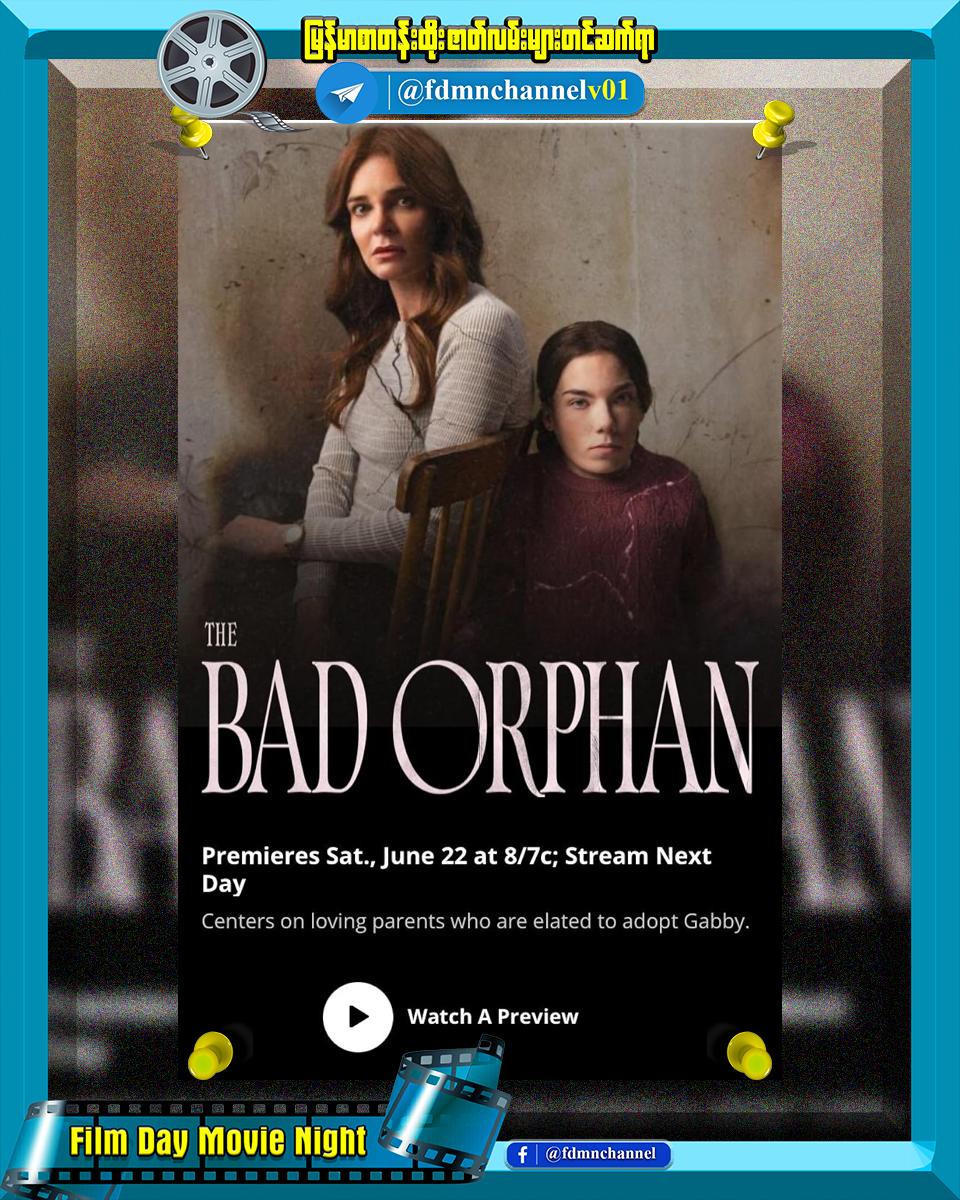 မြန်မာစာတန်းထိုးဇာတ်လမ်းများတင်ဆက်ရာ
@fdmnchannelv01
THE
BAD ORPHAN
Premieres Sat., June 22 at 8/7c; Stream Next
Day
Centers on loving parents who are elated to adopt Gabby.
Watch A Preview
Film Day Movie Night
@fdmnchannel